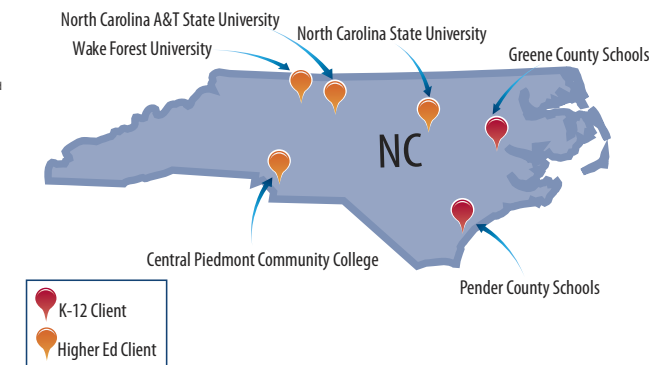 North Carolina A&T State University
North Carolina State University
Wake Forest University
Greene County Schools
NC
Central Piedmont Community College
Pender County Schools
K-12 Client
Higher Ed Client